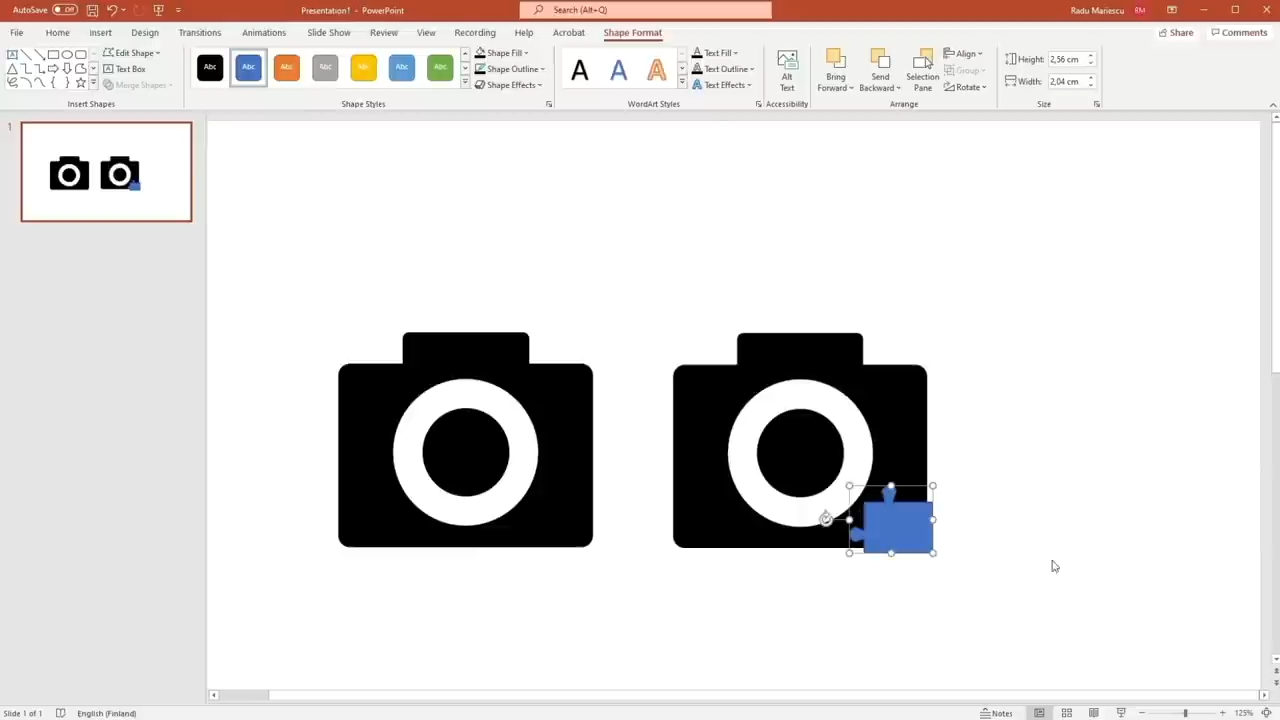 AutoSave Off Presentation1 - PowerPoint Search (Alt+Q) Radu Mariescu RM
File Home Insert Design Transitions Animations Slide Show Review View Recording Help Acrobat Shape Format Share Comments
Edit Shape
Text Box
Merge Shapes
Insert Shapes
Abc Abc Abc Abc Abc Abc Abc
Shape Fill
Shape Outline
Shape Effects
Shape Styles
A A A
Text Fill
Text Outline
Text Effects
WordArt Styles
Alt
Text
Accessibility
Bring
Forward
Send
Backward
Selection
Pane
Align
Group
Rotate
Arrange
Height: 2,56 cm
Width: 2,04 cm
Size
1
Slide 1 of 1 English (Finland) Notes 125%